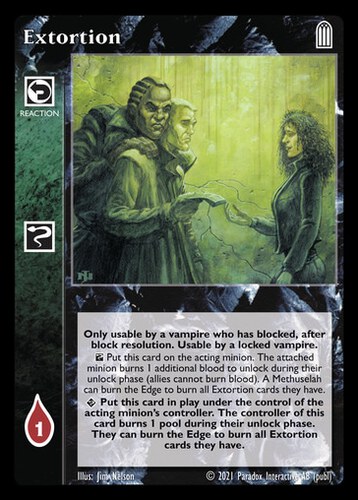 Extortion
REACTION
Only usable by a vampire who has blocked, after
block resolution. Usable by a locked vampire.
Put this card on the acting minion. The attached
minion burns 1 additional blood to unlock during their
unlock phase (allies cannot burn blood). A Methuselah
can burn the Edge to burn all Extortion cards they have.
Put this card in play under the control of the
acting minion's controller. The controller of this
card burns 1 pool during their unlock phase.
They can burn the Edge to burn all Extortion
cards they have.
1
Illus: Jim Nelson © 2021 Paradox Interactive AB (publ)